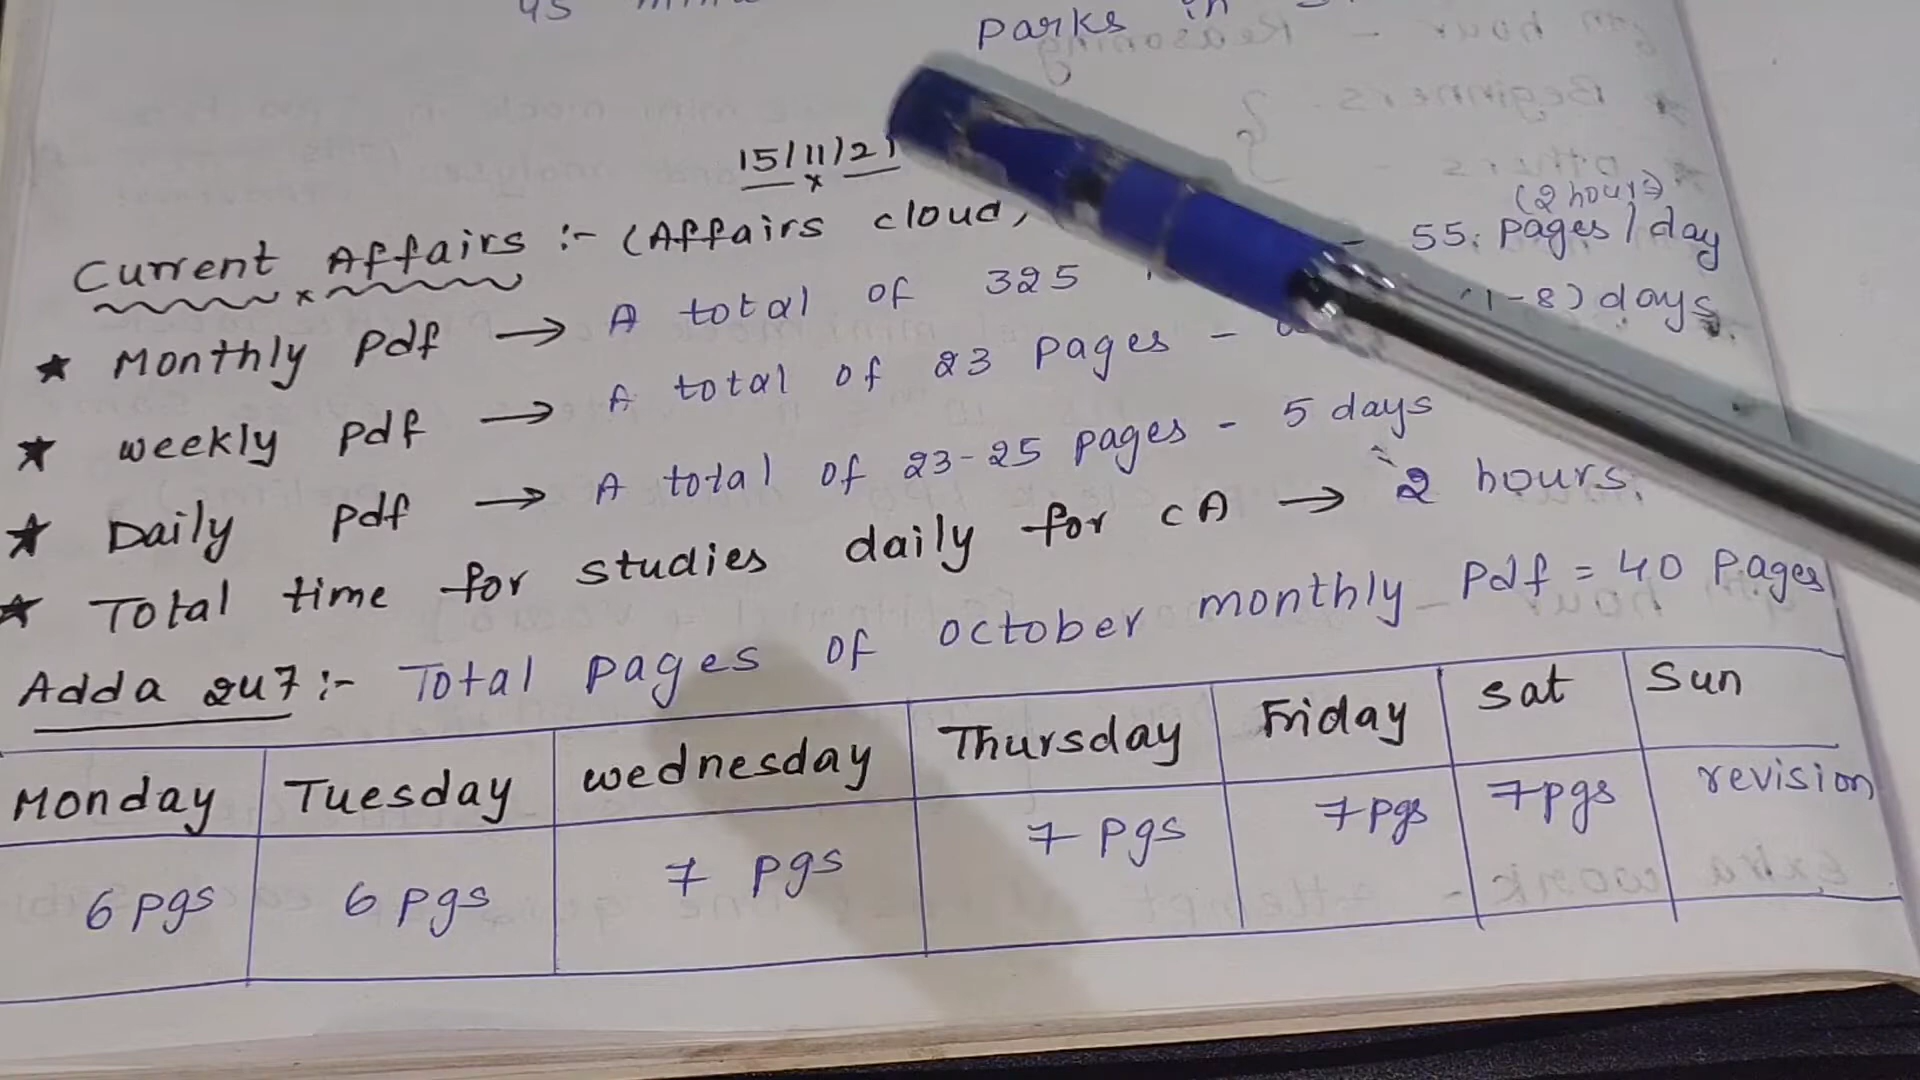 45
Parks in
15/11/21
Current Affairs :- (Affairs cloud,
(2 hours)
★ Monthly Pdf → A total of 325 - 55 pages / day
★ weekly Pdf → A total of 23 pages - (1-8) days.
★ Daily Pdf → A total of 23-25 pages - 5 days
★ Total time for studies daily for CA → 2 hours.
Adda 247 :- Total pages of october monthly Pdf = 40 Pages
Monday Tuesday wednesday Thursday Friday Sat Sun
6 pgs 6 pgs 7 pgs 7 pgs 7 pgs 7 pgs revision